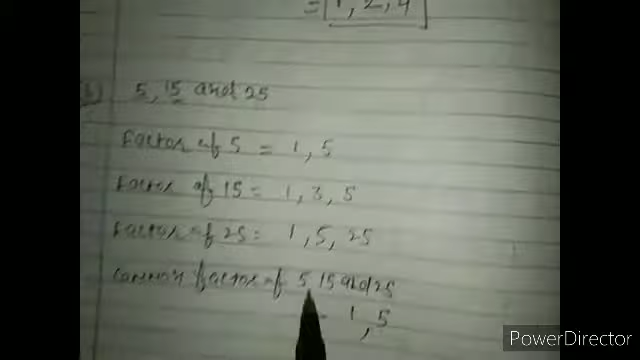 = 1, 2, 4
b) 5, 15 and 25
Factor of 5 = 1, 5
Factor of 15 = 1, 3, 5
Factor of 25 = 1, 5, 25
common factor of 5 15 and 25
= 1, 5
PowerDirector